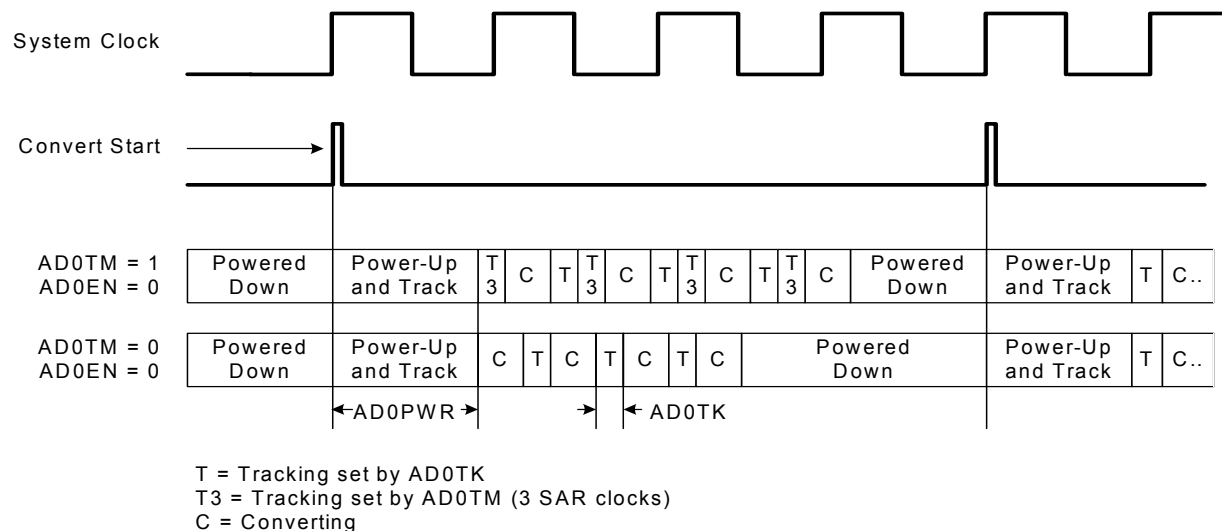 System Clock
Convert Start
AD0TM = 1
AD0EN = 0
Powered
Down
Power-Up
and Track
T
3
C
T
T
3
C
T
T
3
C
T
T
3
C
Powered
Down
Power-Up
and Track
T
C..
AD0TM = 0
AD0EN = 0
Powered
Down
Power-Up
and Track
C
T
C
T
C
T
C
Powered
Down
Power-Up
and Track
T
C..
AD0PWR
AD0TK
T = Tracking set by AD0TK
T3 = Tracking set by AD0TM (3 SAR clocks)
C = Converting